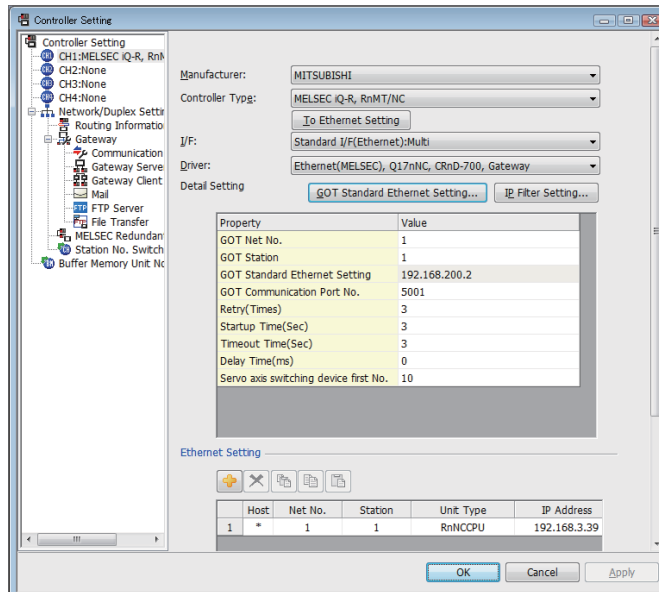 Controller Setting
Controller Setting
CH1:MELSEC iQ-R, RnM
CH2:None
CH3:None
CH4:None
Network/Duplex Settin
Routing Informatio
Gateway
Communication
Gateway Serve
Gateway Client
Mail
FTP Server
File Transfer
MELSEC Redundan
Station No. Switch
Buffer Memory Unit No
Manufacturer: MITSUBISHI
Controller Type: MELSEC iQ-R, RnMT/NC
To Ethernet Setting
I/F: Standard I/F(Ethernet):Multi
Driver: Ethernet(MELSEC), Q17nNC, CRnD-700, Gateway
Detail Setting GOT Standard Ethernet Setting... IP Filter Setting...
Property Value
GOT Net No. 1
GOT Station 1
GOT Standard Ethernet Setting 192.168.200.2
GOT Communication Port No. 5001
Retry(Times) 3
Startup Time(Sec) 3
Timeout Time(Sec) 3
Delay Time(ms) 0
Servo axis switching device first No. 10
Ethernet Setting
Host Net No. Station Unit Type IP Address
1 * 1 1 RnNCCPU 192.168.3.39
OK Cancel Apply